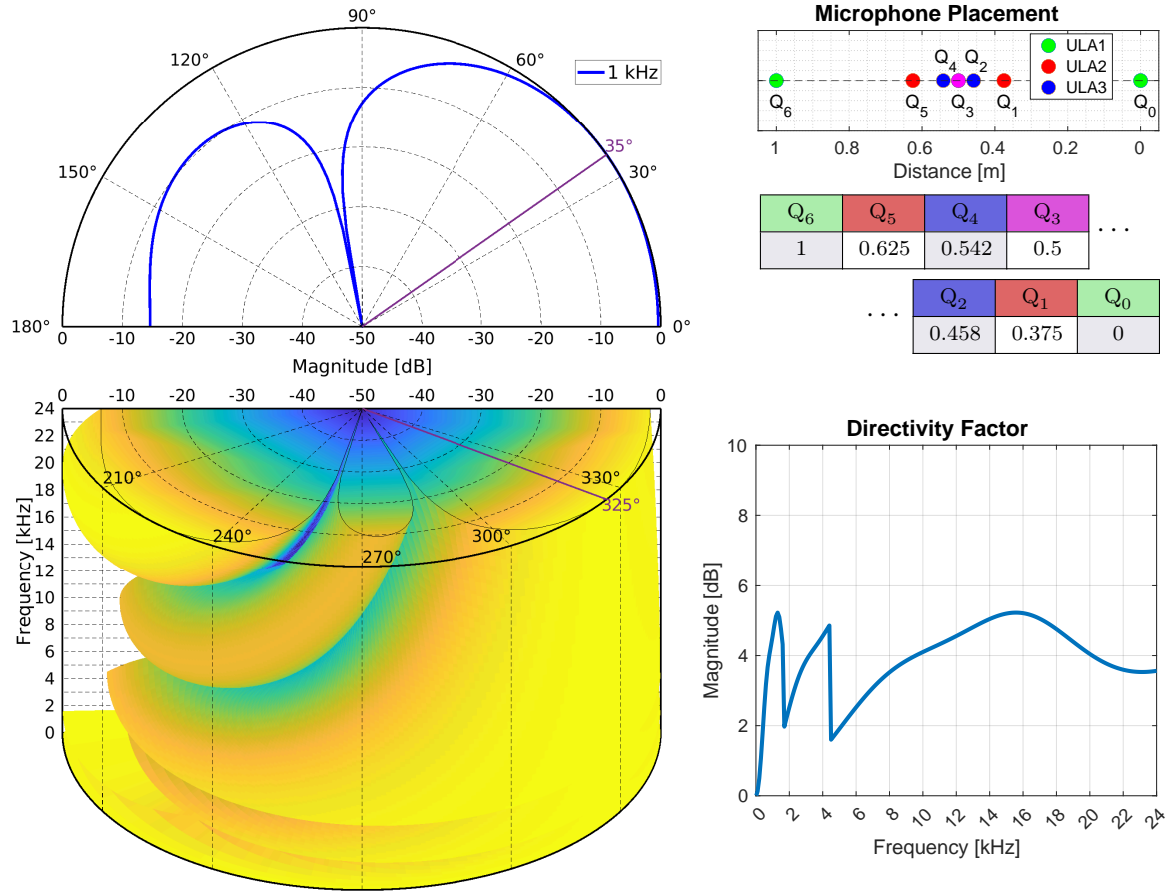 90°
120°
60°
1 kHz
150°
35°
30°
180°
0°
0 -10 -20 -30 -40 -50 -40 -30 -20 -10 0
Magnitude [dB]
0 -10 -20 -30 -40 -50 -40 -30 -20 -10 0
24
22
20
18
16
14
12
10
8
6
4
2
0
Frequency [kHz]
210°
240°
270°
300°
330°
325°
Microphone Placement
ULA1
ULA2
ULA3
Q4 Q2
Q6 Q5 Q3 Q1 Q0
1 0.8 0.6 0.4 0.2 0
Distance [m]
Q6 Q5 Q4 Q3
1 0.625 0.542 0.5
...
...
Q2 Q1 Q0
0.458 0.375 0
Directivity Factor
10
8
6
4
2
0
Magnitude [dB]
0 2 4 6 8 10 12 14 16 18 20 22 24
Frequency [kHz]